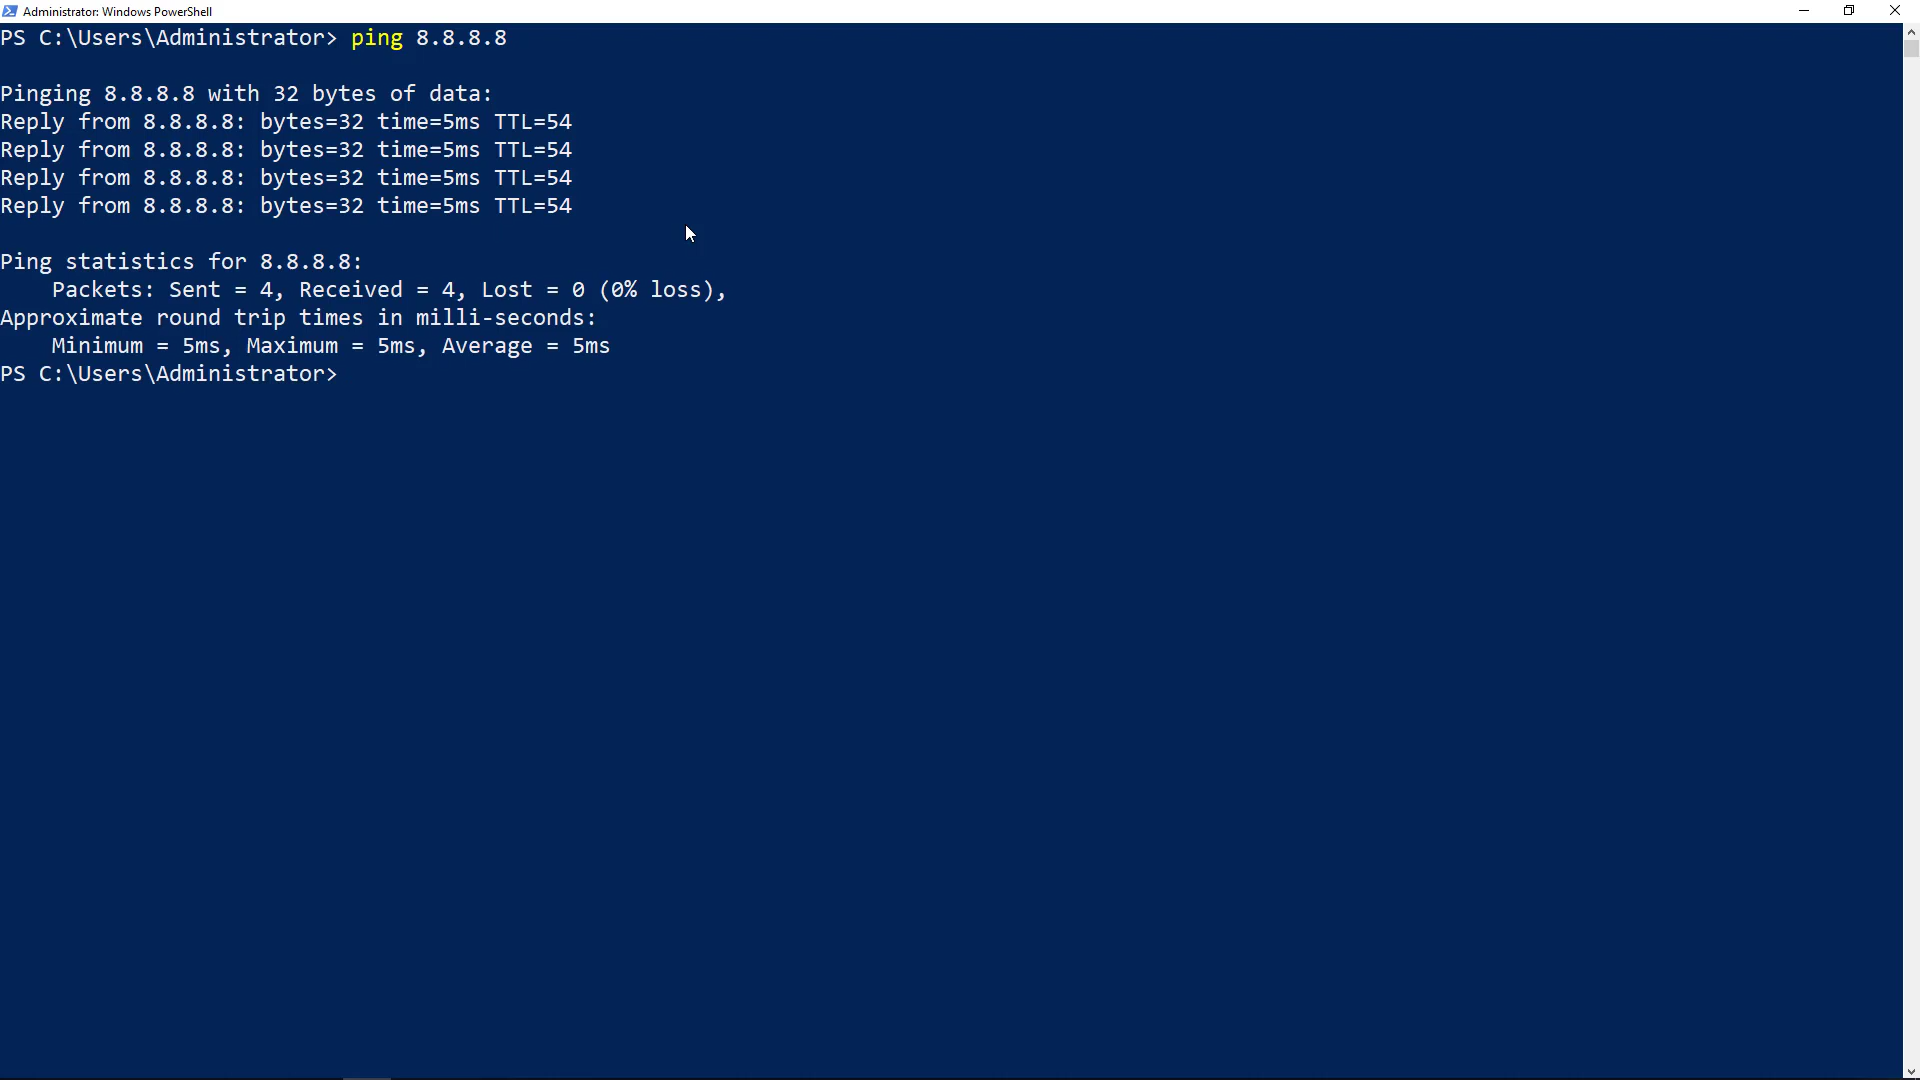 Administrator: Windows PowerShell
PS C:\Users\Administrator> ping 8.8.8.8
Pinging 8.8.8.8 with 32 bytes of data:
Reply from 8.8.8.8: bytes=32 time=5ms TTL=54
Reply from 8.8.8.8: bytes=32 time=5ms TTL=54
Reply from 8.8.8.8: bytes=32 time=5ms TTL=54
Reply from 8.8.8.8: bytes=32 time=5ms TTL=54
Ping statistics for 8.8.8.8:
    Packets: Sent = 4, Received = 4, Lost = 0 (0% loss),
Approximate round trip times in milli-seconds:
    Minimum = 5ms, Maximum = 5ms, Average = 5ms
PS C:\Users\Administrator>